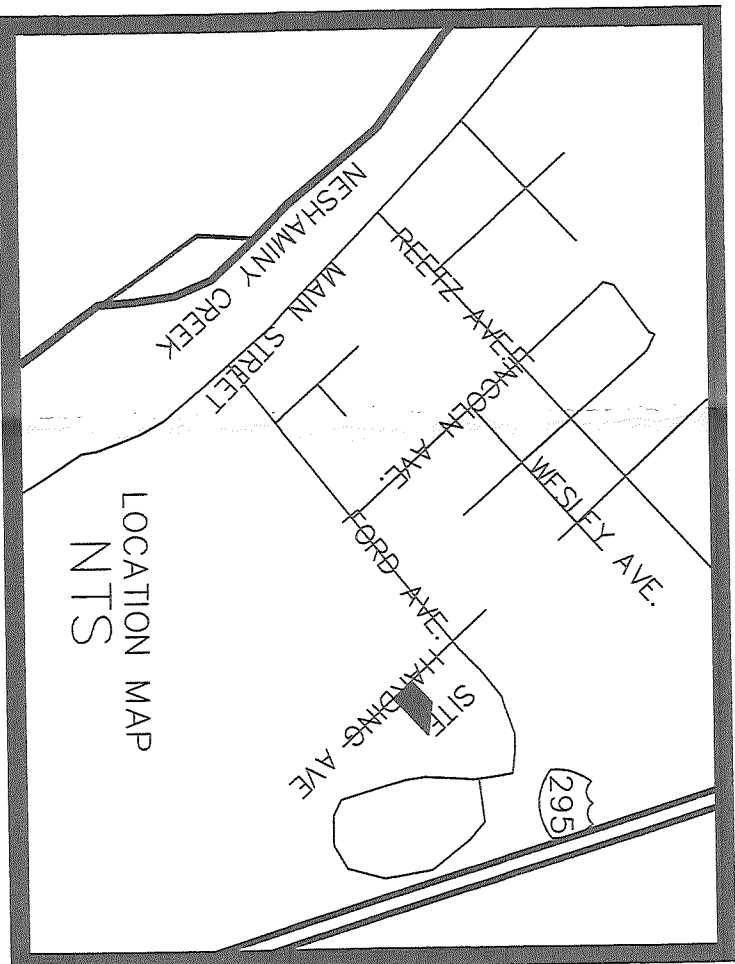 NESHAMINY CREEK
MAIN STREET
REETZ AVE.
LINCOLN AVE.
WESLEY AVE.
FORD AVE.
HARDING AVE
SITE
295
LOCATION MAP
NTS